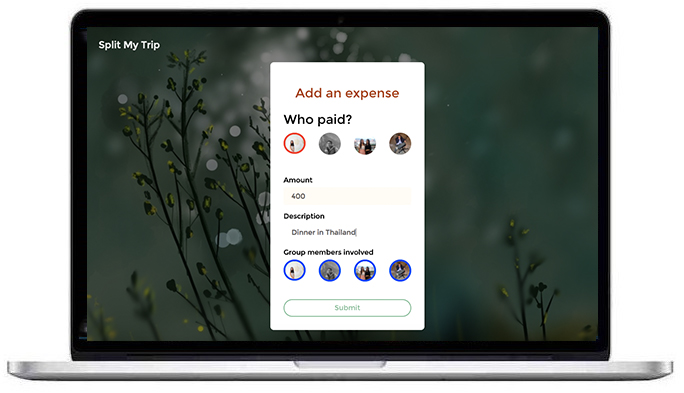 Split My Trip
Add an expense
Who paid?
Amount
400
Description
Dinner in Thailand
Group members involved
Submit